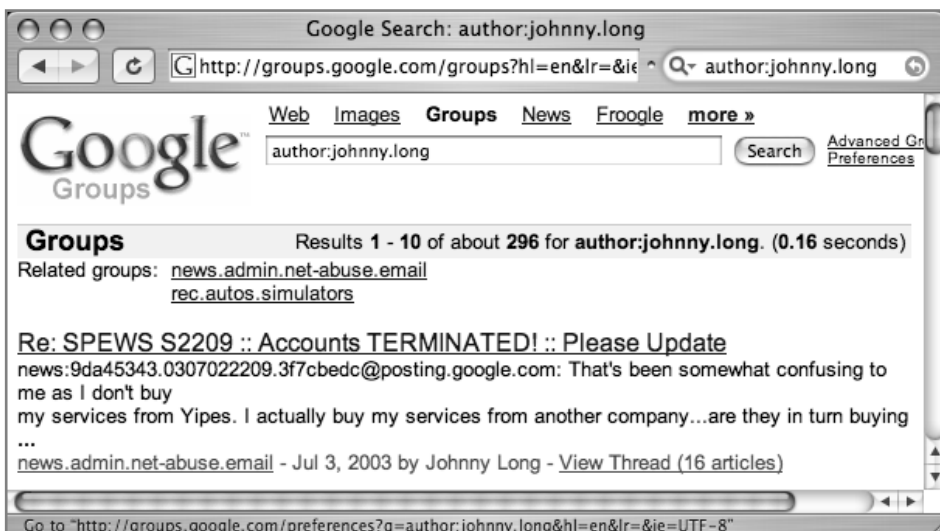 Google Search: author:johnny.long
G http://groups.google.com/groups?hl=en&lr=&ie
author:johnny.long
Web Images Groups News Froogle more »
Google™
Groups
author:johnny.long
Search
Advanced Gr
Preferences
Groups Results 1 - 10 of about 296 for author:johnny.long. (0.16 seconds)
Related groups: news.admin.net-abuse.email
rec.autos.simulators
Re: SPEWS S2209 :: Accounts TERMINATED! :: Please Update
news:9da45343.0307022209.3f7cbedc@posting.google.com: That's been somewhat confusing to
me as I don't buy
my services from Yipes. I actually buy my services from another company...are they in turn buying
...
news.admin.net-abuse.email - Jul 3, 2003 by Johnny Long - View Thread (16 articles)
Go to "http://groups.google.com/preferences?q=author:johnny.long&hl=en&lr=&ie=UTF-8"